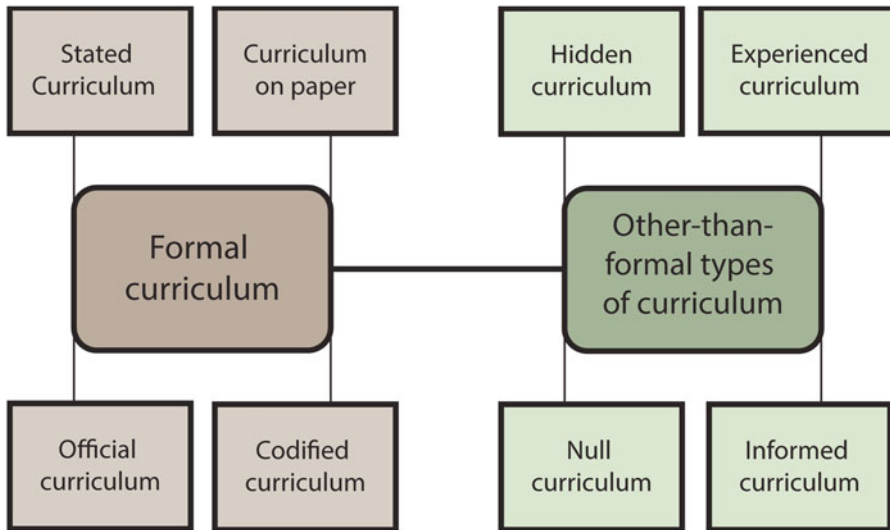 Stated
Curriculum
Curriculum
on paper
Hidden
curriculum
Experienced
curriculum
Formal
curriculum
Other-than-
formal types
of curriculum
Official
curriculum
Codified
curriculum
Null
curriculum
Informed
curriculum